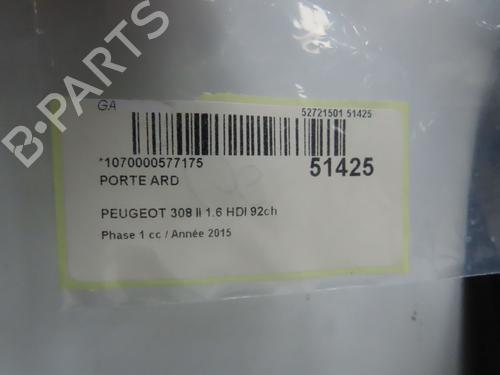 GA
52721501 51425
*1070000577175
51425
PORTE ARD
PEUGEOT 308 II 1.6 HDI 92ch
Phase 1 cc / Année 2015
B-PARTS